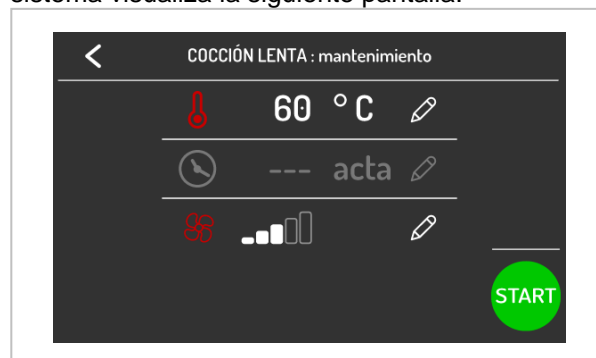 sistema visualiza la siguiente pantalla:
COCCIÓN LENTA : mantenimiento
60 °C
--- acta
START